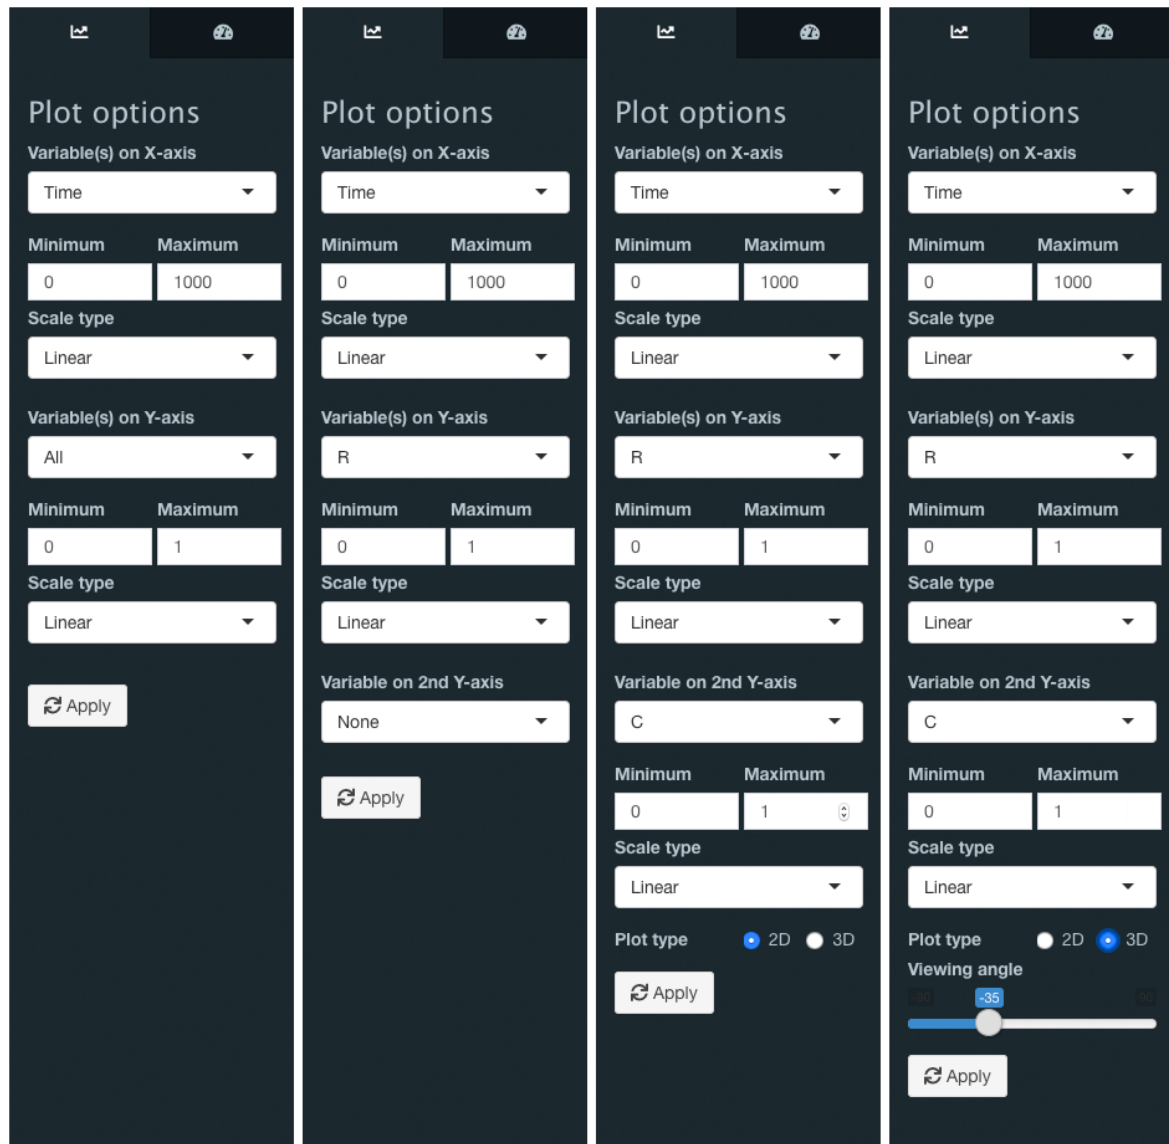 Plot options
Variable(s) on X-axis
Time
Minimum Maximum
0 1000
Scale type
Linear
Variable(s) on Y-axis
All
Minimum Maximum
0 1
Scale type
Linear
Apply
Plot options
Variable(s) on X-axis
Time
Minimum Maximum
0 1000
Scale type
Linear
Variable(s) on Y-axis
R
Minimum Maximum
0 1
Scale type
Linear
Variable on 2nd Y-axis
None
Apply
Plot options
Variable(s) on X-axis
Time
Minimum Maximum
0 1000
Scale type
Linear
Variable(s) on Y-axis
R
Minimum Maximum
0 1
Scale type
Linear
Variable on 2nd Y-axis
C
Minimum Maximum
0 1
Scale type
Linear
Plot type 2D 3D
Apply
Plot options
Variable(s) on X-axis
Time
Minimum Maximum
0 1000
Scale type
Linear
Variable(s) on Y-axis
R
Minimum Maximum
0 1
Scale type
Linear
Variable on 2nd Y-axis
C
Minimum Maximum
0 1
Scale type
Linear
Plot type 2D 3D
Viewing angle
-90 -35 90
Apply